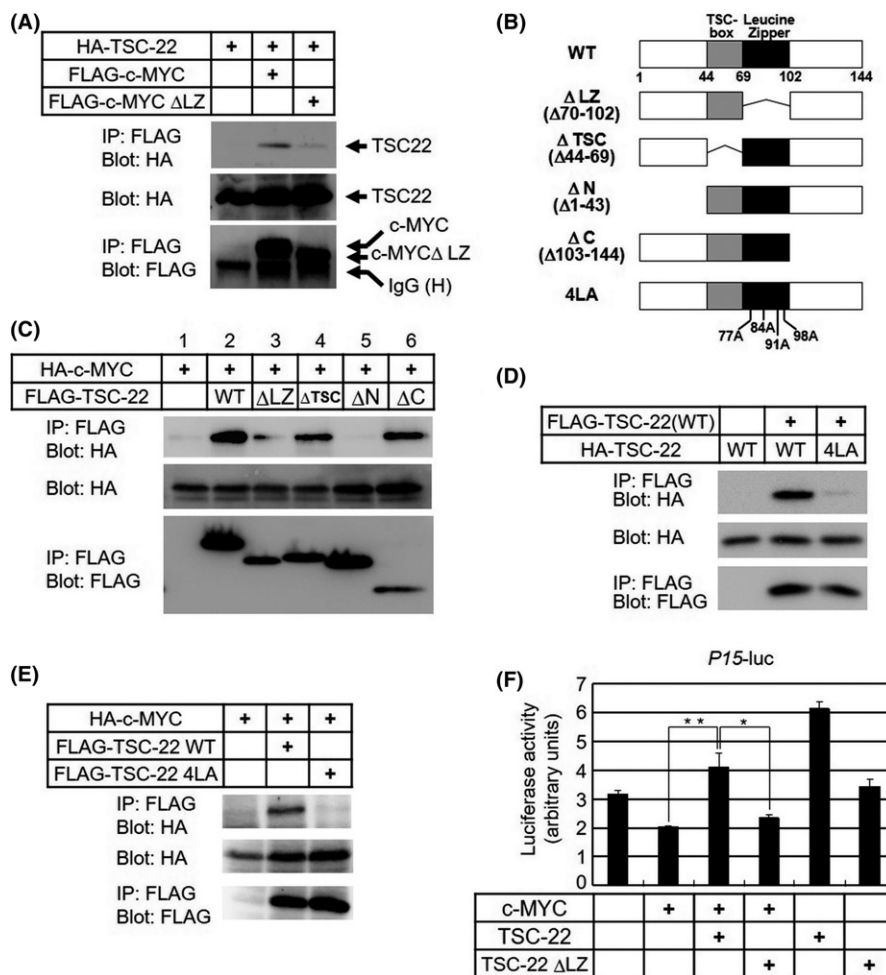 (A)
HA-TSC-22 + + +
FLAG-c-MYC +
FLAG-c-MYC ΔLZ +
IP: FLAG
Blot: HA
TSC22
Blot: HA
TSC22
IP: FLAG
Blot: FLAG
c-MYC
c-MYCΔ LZ
IgG (H)
(B)
TSC-
box
Leucine
Zipper
WT
1 44 69 102 144
Δ LZ
(Δ70-102)
Δ TSC
(Δ44-69)
Δ N
(Δ1-43)
Δ C
(Δ103-144)
4LA
77A 84A 91A 98A
(C)
1 2 3 4 5 6
HA-c-MYC + + + + + +
FLAG-TSC-22 WT ΔLZ ΔTSC ΔN ΔC
IP: FLAG
Blot: HA
Blot: HA
IP: FLAG
Blot: FLAG
(D)
FLAG-TSC-22(WT) + +
HA-TSC-22 WT WT 4LA
IP: FLAG
Blot: HA
Blot: HA
IP: FLAG
Blot: FLAG
(E)
HA-c-MYC + + +
FLAG-TSC-22 WT +
FLAG-TSC-22 4LA +
IP: FLAG
Blot: HA
Blot: HA
IP: FLAG
Blot: FLAG
(F)
P15-luc
Luciferase activity
(arbitrary units)
7
6
5
4
3
2
1
0
* *
*
c-MYC + + +
TSC-22 + +
TSC-22 ΔLZ + +